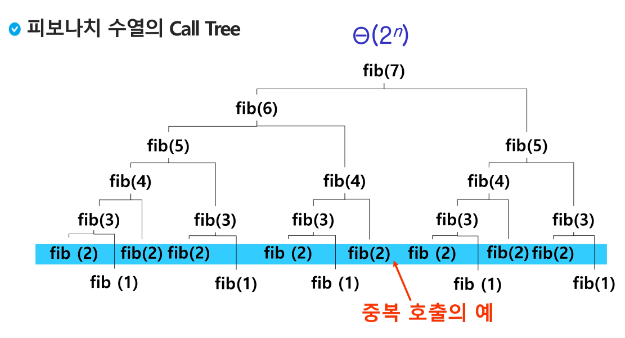 피보나치 수열의 Call Tree
Θ(2ⁿ)
fib(7)
fib(6)
fib(5) fib(5)
fib(4) fib(4) fib(4)
fib(3) fib(3) fib(3) fib(3) fib(3)
fib (2) fib(2) fib(2) fib (2) fib(2) fib (2) fib(2) fib(2)
fib (1) fib(1) fib (1) fib (1) fib(1)
중복 호출의 예